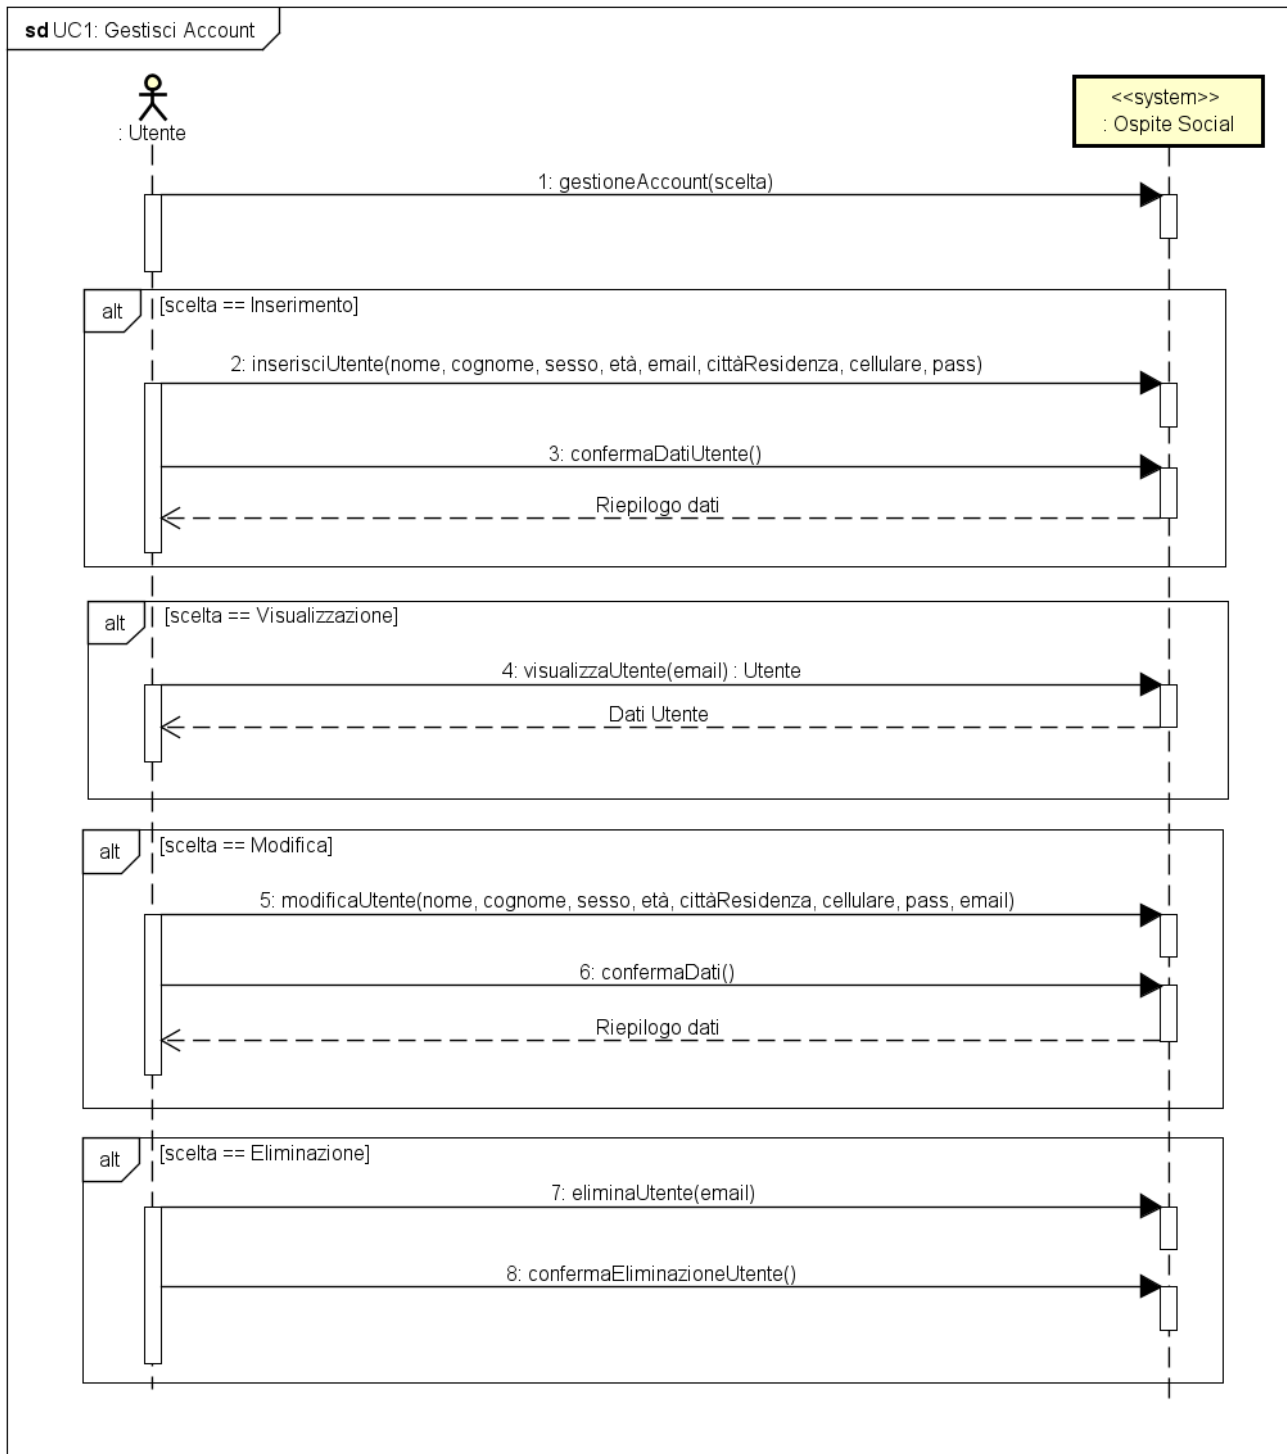 sd UC1: Gestisci Account
: Utente
<<system>>
: Ospite Social
1: gestioneAccount(scelta)
alt
[scelta == Inserimento]
2: inserisciUtente(nome, cognome, sesso, età, email, cittàResidenza, cellulare, pass)
3: confermaDatiUtente()
Riepilogo dati
alt
[scelta == Visualizzazione]
4: visualizzaUtente(email) : Utente
Dati Utente
alt
[scelta == Modifica]
5: modificaUtente(nome, cognome, sesso, età, cittàResidenza, cellulare, pass, email)
6: confermaDati()
Riepilogo dati
alt
[scelta == Eliminazione]
7: eliminaUtente(email)
8: confermaEliminazioneUtente()